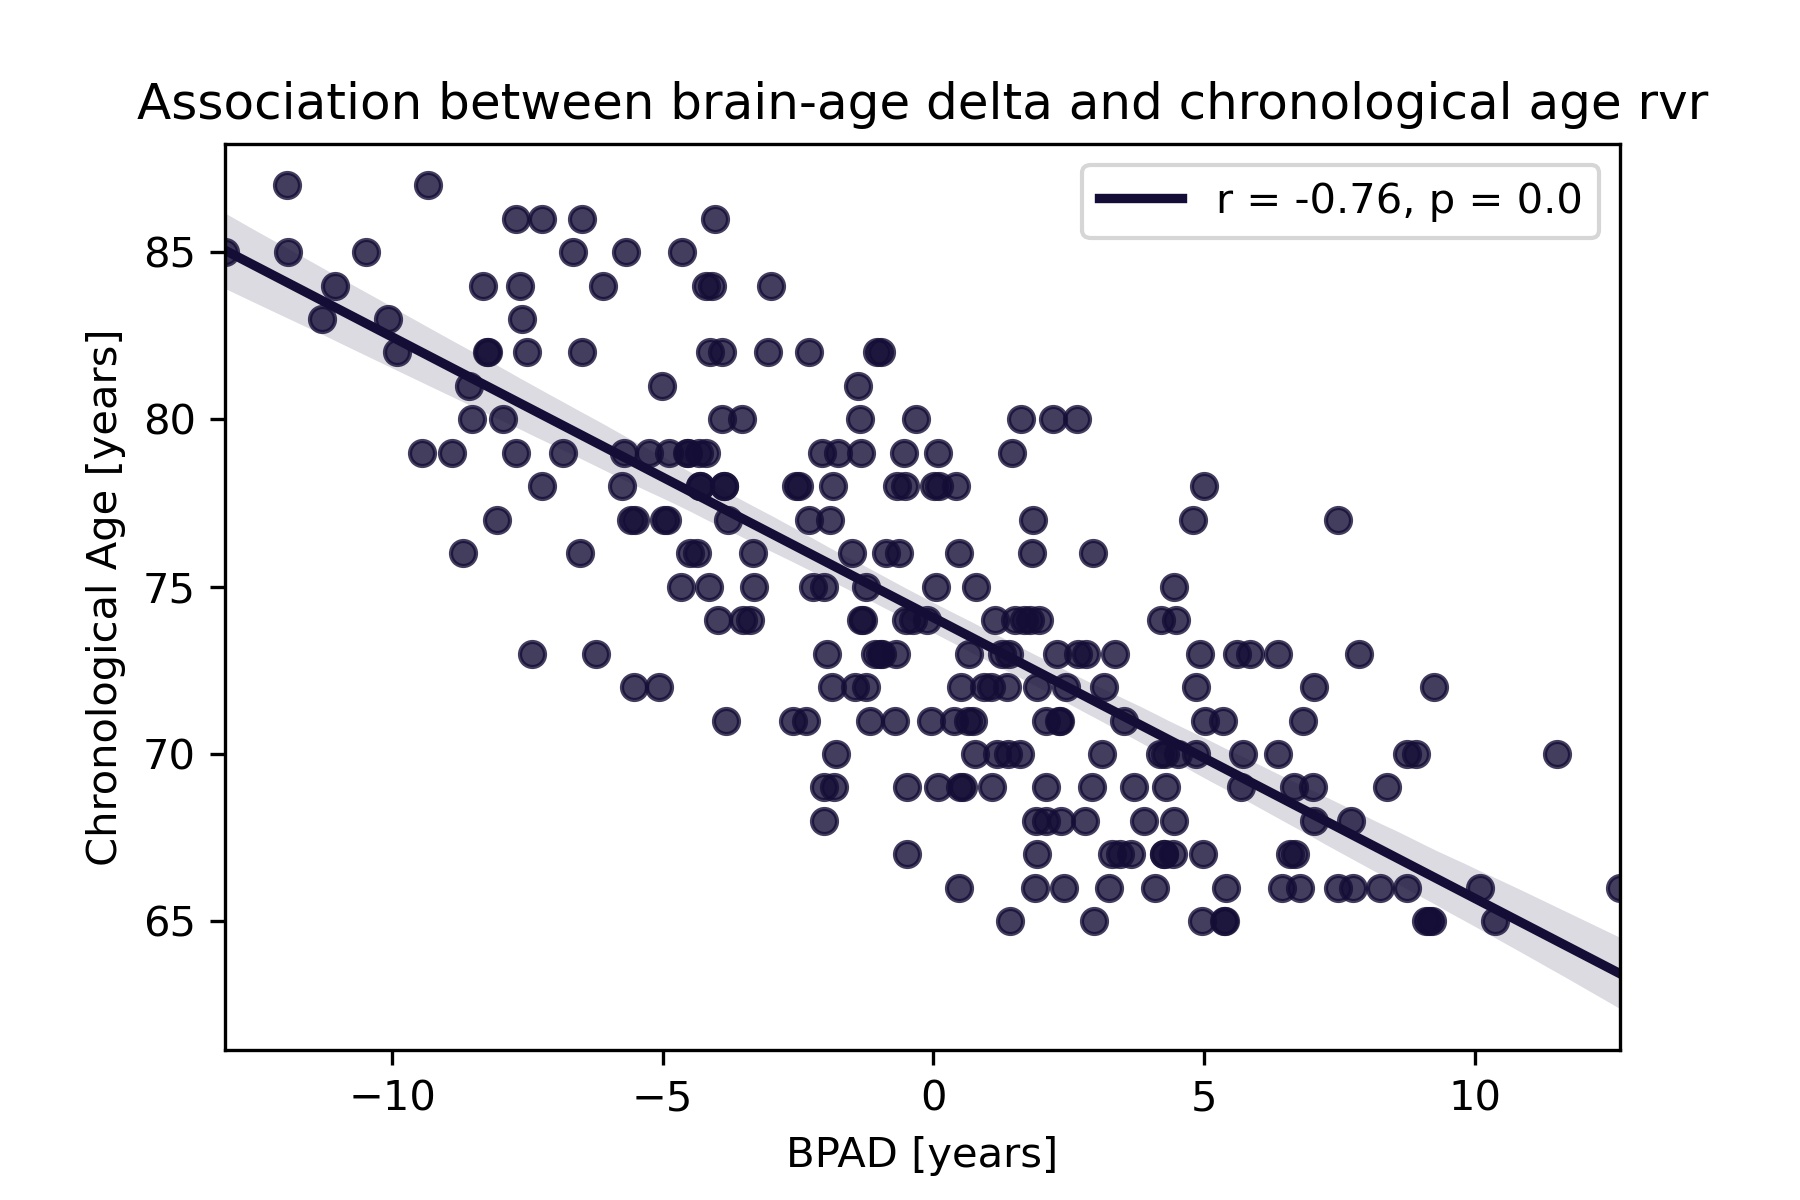 Association between brain-age delta and chronological age rvr
r = -0.76, p = 0.0
Chronological Age [years]
85
80
75
70
65
−10
−5
0
5
10
BPAD [years]